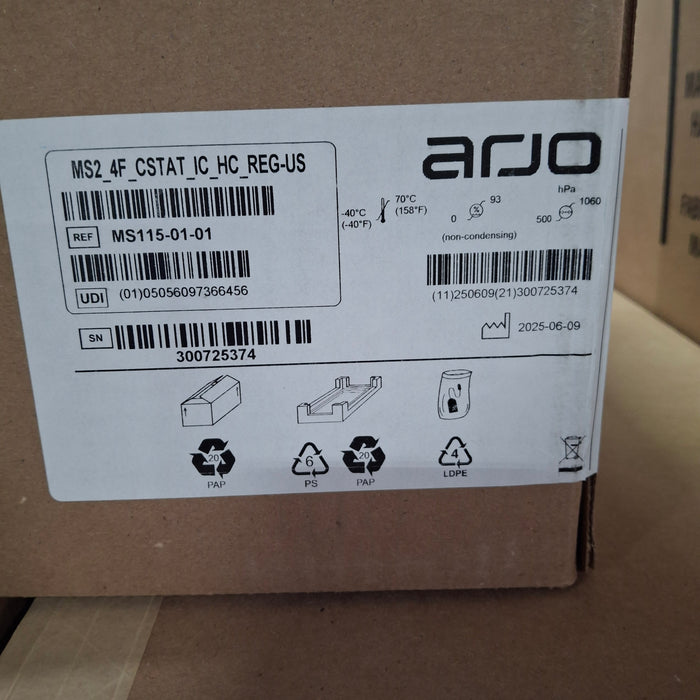 MS2_4F_CSTAT_IC_HC_REG-US
REF MS115-01-01
UDI (01)05056097366456
SN
300725374
arjo
-40°C
(-40°F)
70°C
(158°F)
0 % 93
(non-condensing)
hPa
500 1060
(11)250609(21)300725374
2025-06-09
20
PAP
6
PS
20
PAP
4
LDPE